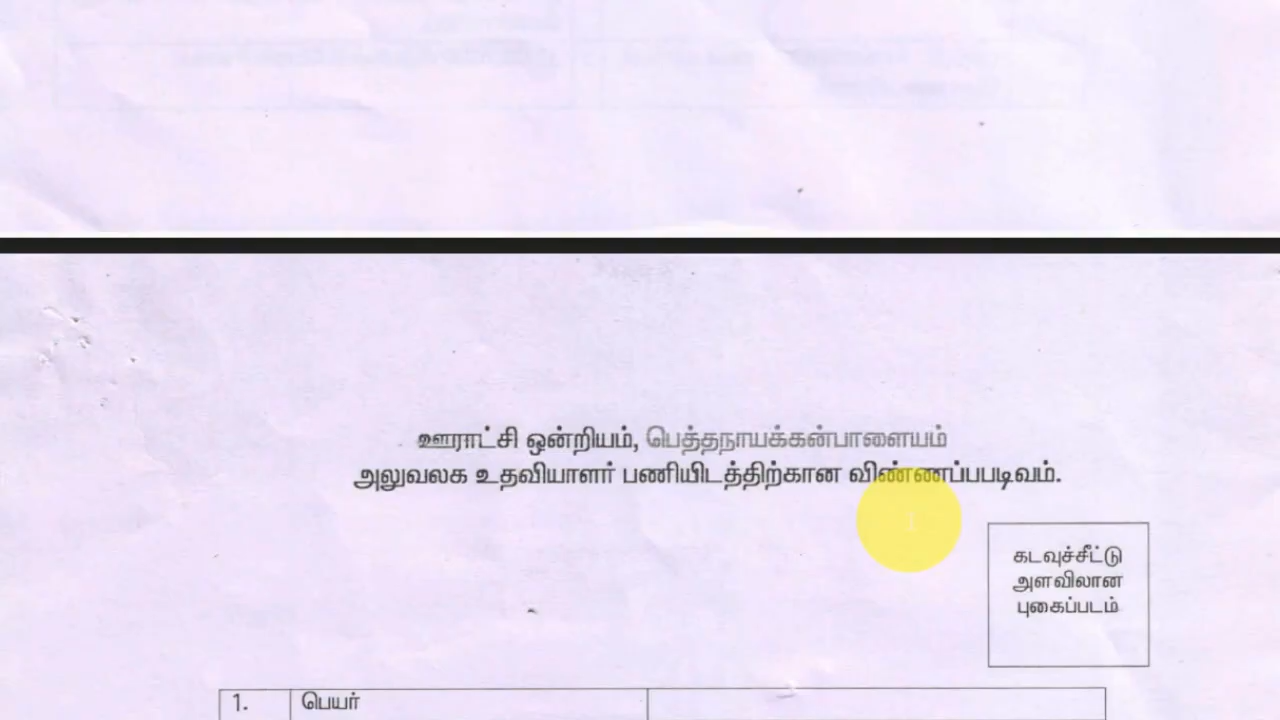 ஊராட்சி ஒன்றியம், பெத்தநாயக்கன்பாளையம்
அலுவலக உதவியாளர் பணியிடத்திற்கான விண்ணப்பபடிவம்.
கடவுச்சீட்டு
அளவிலான
புகைப்படம்
1. பெயர்